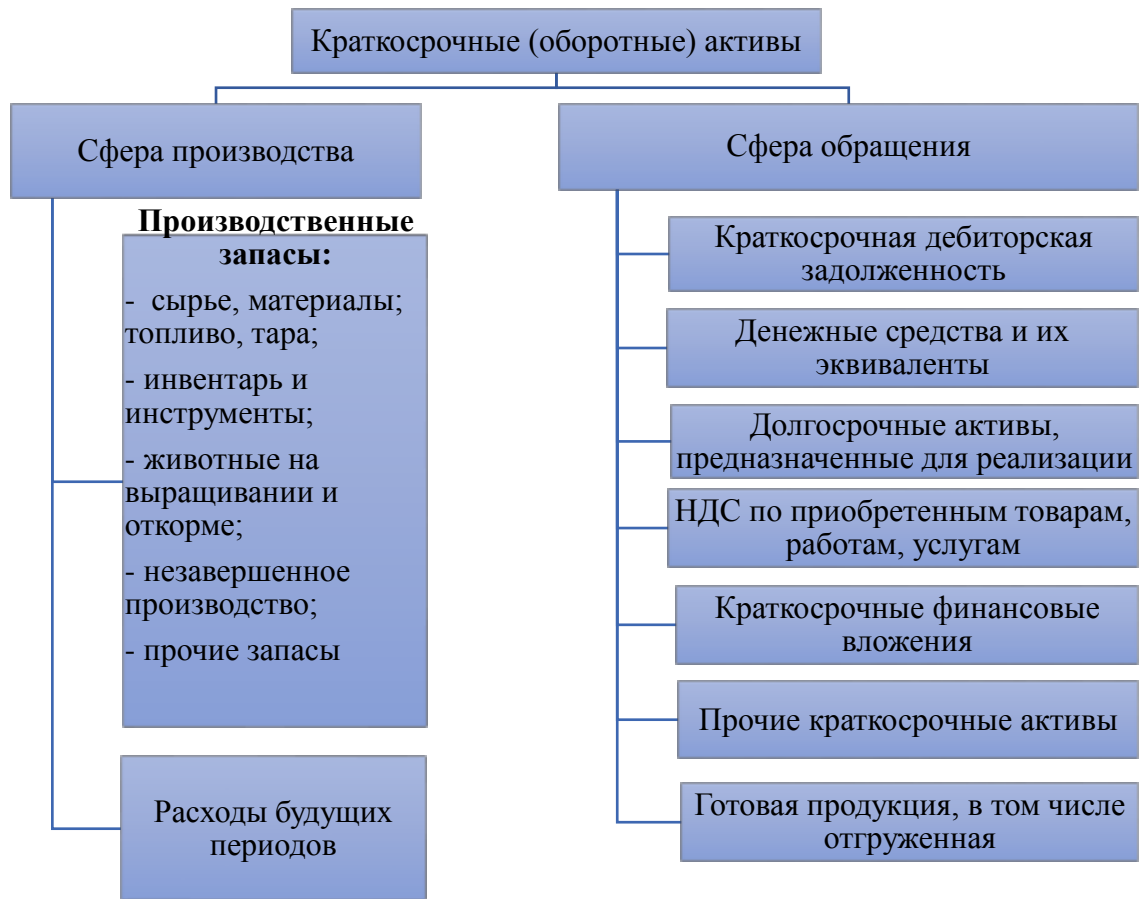 Краткосрочные (оборотные) активы
Сфера производства
Производственные
запасы:
- сырье, материалы;
топливо, тара;
- инвентарь и
инструменты;
- животные на
выращивании и
откорме;
- незавершенное
производство;
- прочие запасы
Расходы будущих
периодов
Сфера обращения
Краткосрочная дебиторская
задолженность
Денежные средства и их
эквиваленты
Долгосрочные активы,
предназначенные для реализации
НДС по приобретенным товарам,
работам, услугам
Краткосрочные финансовые
вложения
Прочие краткосрочные активы
Готовая продукция, в том числе
отгруженная